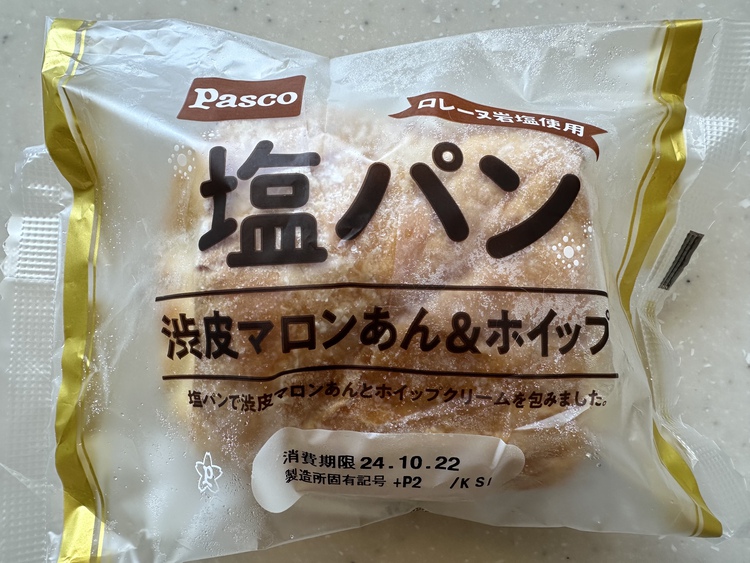 Pasco
ロレーヌ岩塩使用
塩パン
渋皮マロンあん&ホイップ
塩パンで渋皮マロンあんとホイップクリームを包みました。
消費期限 24.10.22
製造所固有記号 +P2 /KS/